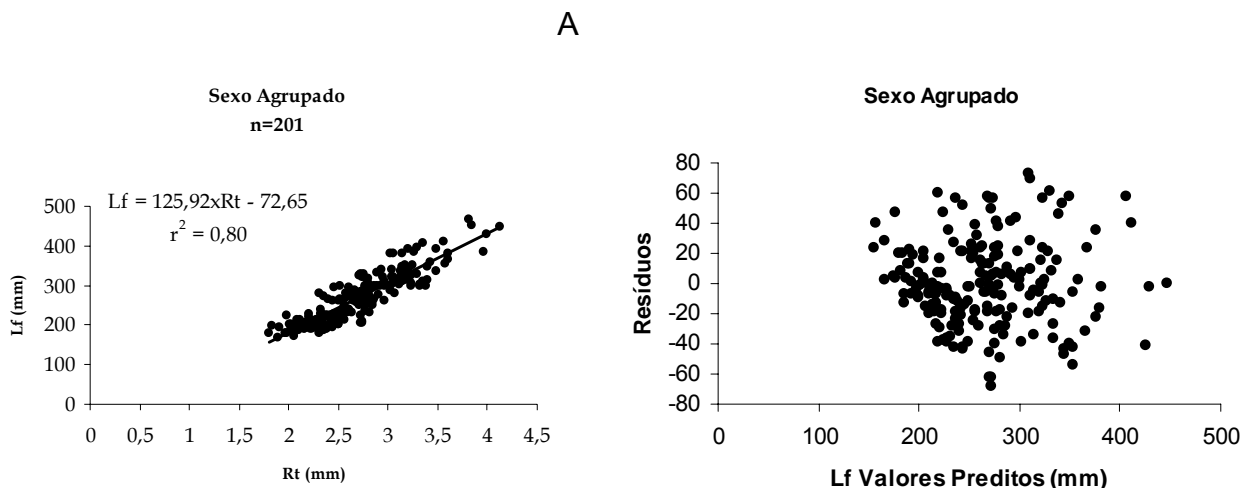 A
Sexo Agrupado
n=201
Lf = 125,92xRt - 72,65
r² = 0,80
500
400
300
200
100
0
Lf (mm)
0 0,5 1 1,5 2 2,5 3 3,5 4 4,5
Rt (mm)
Sexo Agrupado
80
60
40
20
0
-20
-40
-60
-80
Resíduos
0 100 200 300 400 500
Lf Valores Preditos (mm)